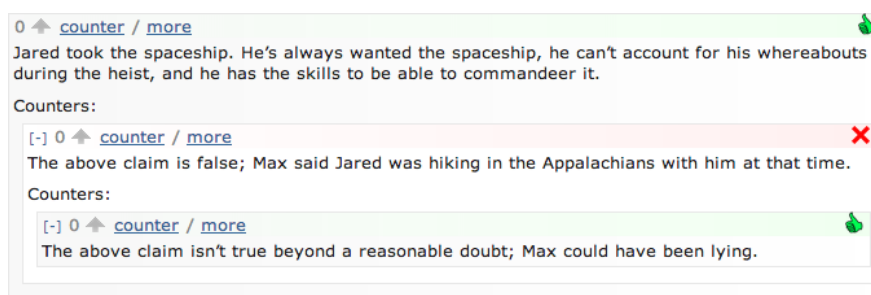 0 counter / more
Jared took the spaceship. He’s always wanted the spaceship, he can’t account for his whereabouts
during the heist, and he has the skills to be able to commandeer it.
Counters:
[-] 0 counter / more
The above claim is false; Max said Jared was hiking in the Appalachians with him at that time.
Counters:
[-] 0 counter / more
The above claim isn’t true beyond a reasonable doubt; Max could have been lying.